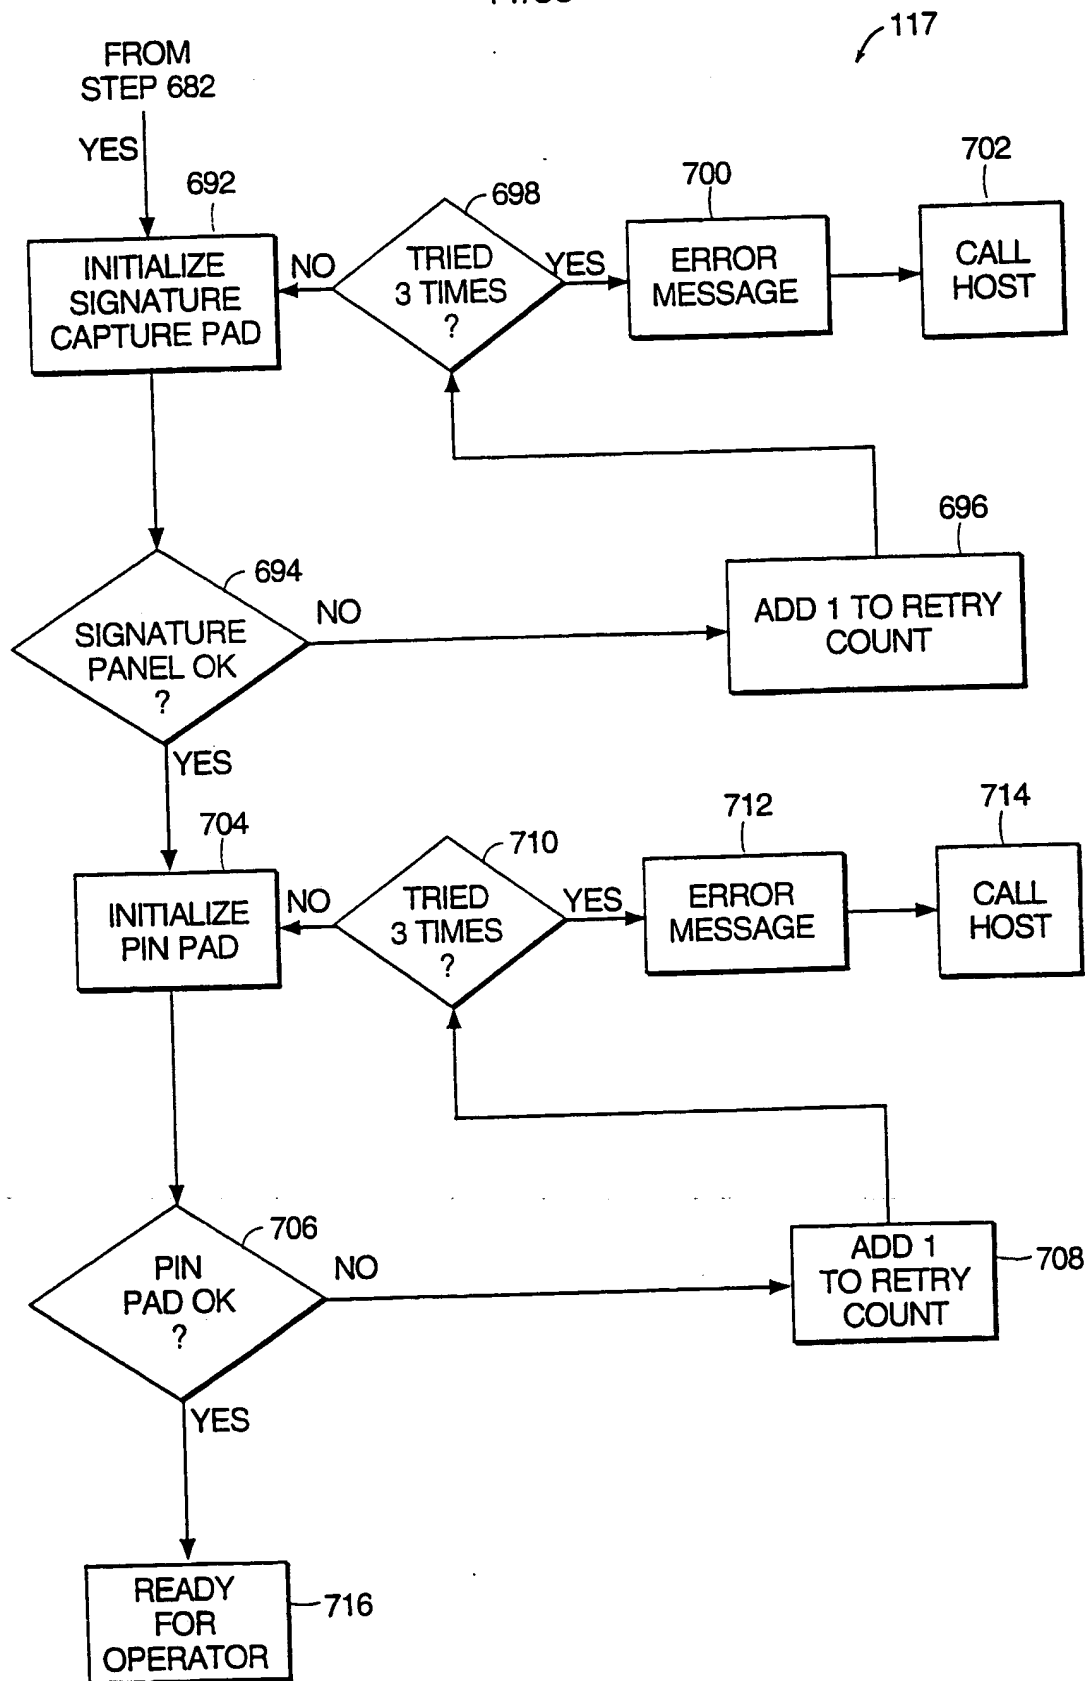 117
FROM
STEP 682
YES
692
INITIALIZE
SIGNATURE
CAPTURE PAD
NO
698
TRIED
3 TIMES
?
YES
700
ERROR
MESSAGE
702
CALL
HOST
694
SIGNATURE
PANEL OK
?
NO
696
ADD 1 TO RETRY
COUNT
YES
704
INITIALIZE
PIN PAD
NO
710
TRIED
3 TIMES
?
YES
712
ERROR
MESSAGE
714
CALL
HOST
706
PIN
PAD OK
?
NO
ADD 1
TO RETRY
COUNT
708
YES
READY
FOR
OPERATOR
716